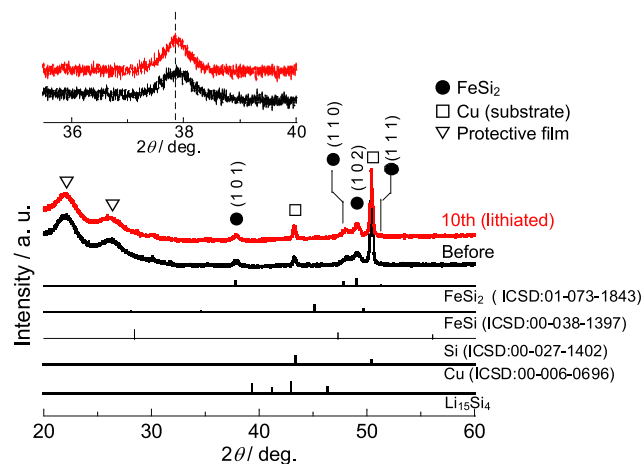 36 38 40
2θ / deg.
● FeSi₂
□ Cu (substrate)
▽ Protective film
(1 0 1)
(1 1 0)
(1 0 2)
(1 1 1)
10th (lithiated)
Before
Intensity / a. u.
FeSi₂ ( ICSD:01-073-1843)
FeSi (ICSD:00-038-1397)
Si (ICSD:00-027-1402)
Cu (ICSD:00-006-0696)
Li₁₅Si₄
20 30 40 50 60
2θ / deg.